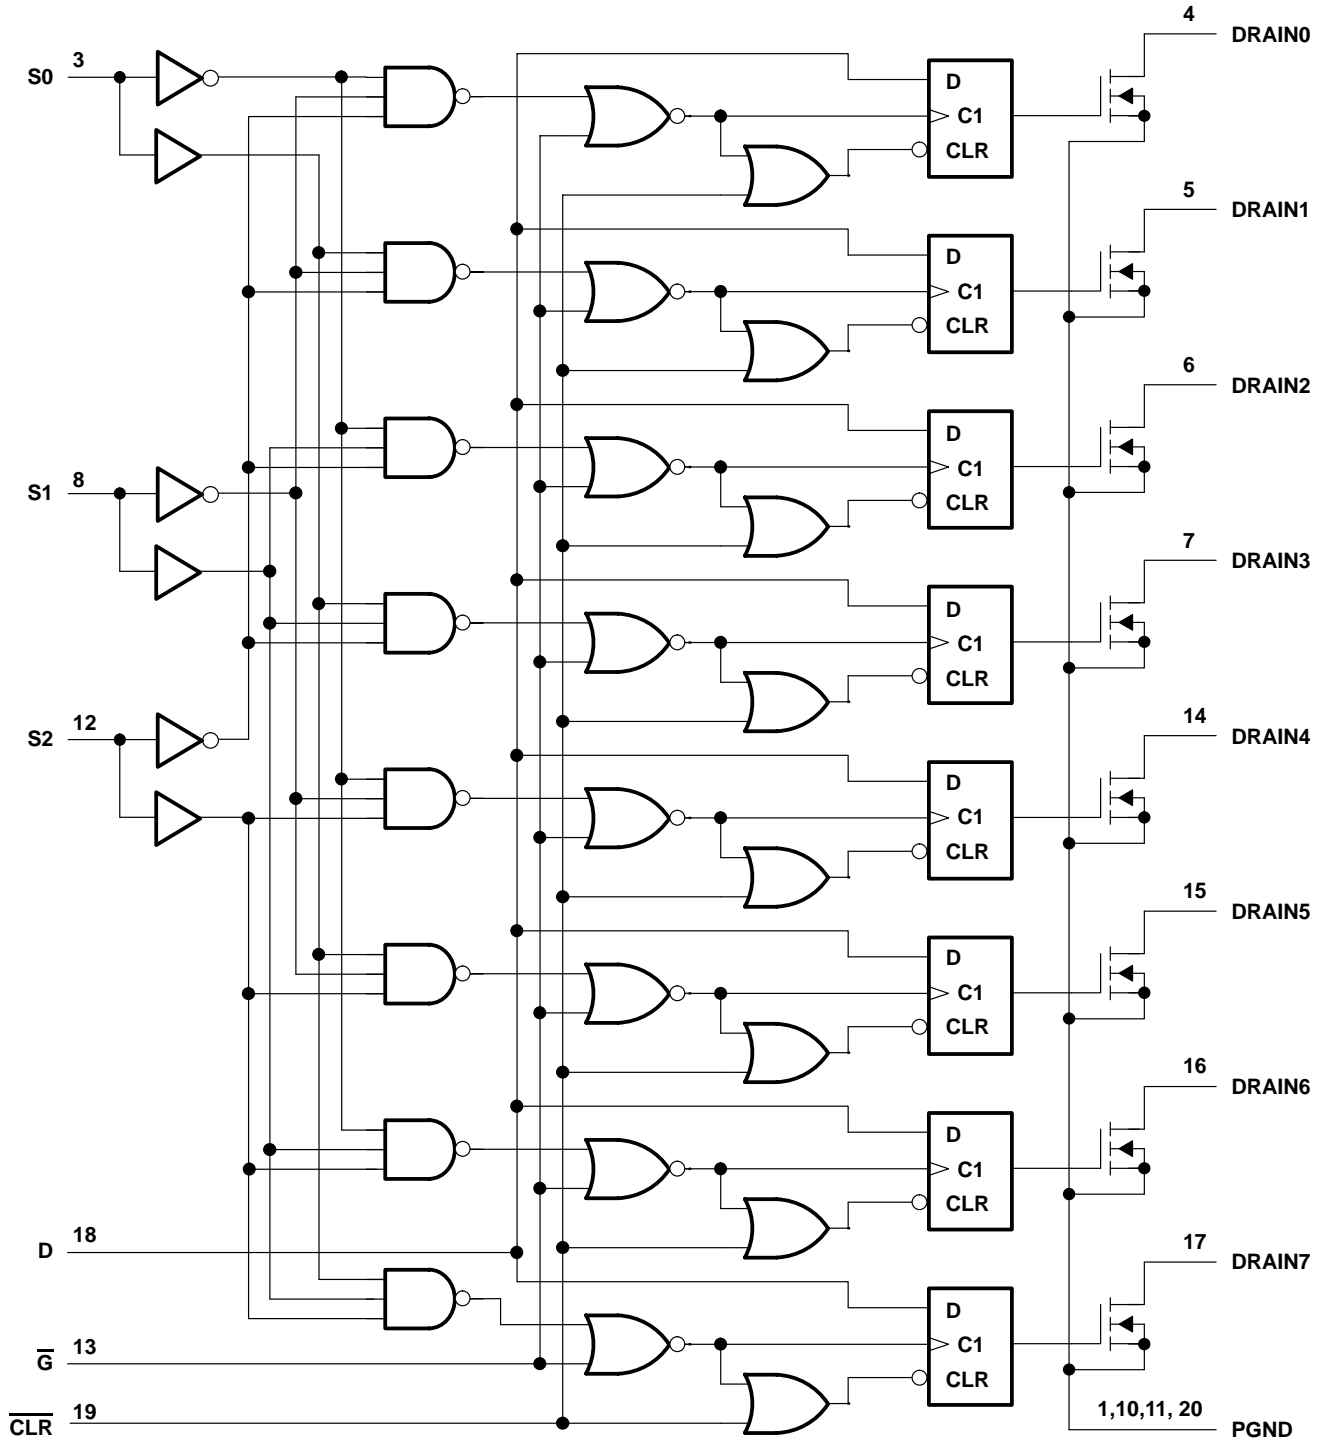 4
DRAIN0
3
S0
D
C1
CLR
5
DRAIN1
D
C1
CLR
6
DRAIN2
D
C1
CLR
8
S1
7
DRAIN3
D
C1
CLR
12
S2
14
DRAIN4
D
C1
CLR
15
DRAIN5
D
C1
CLR
16
DRAIN6
D
C1
CLR
18
D
17
DRAIN7
D
C1
CLR
13
G̅
19
C̅L̅R̅
1,10,11, 20
PGND